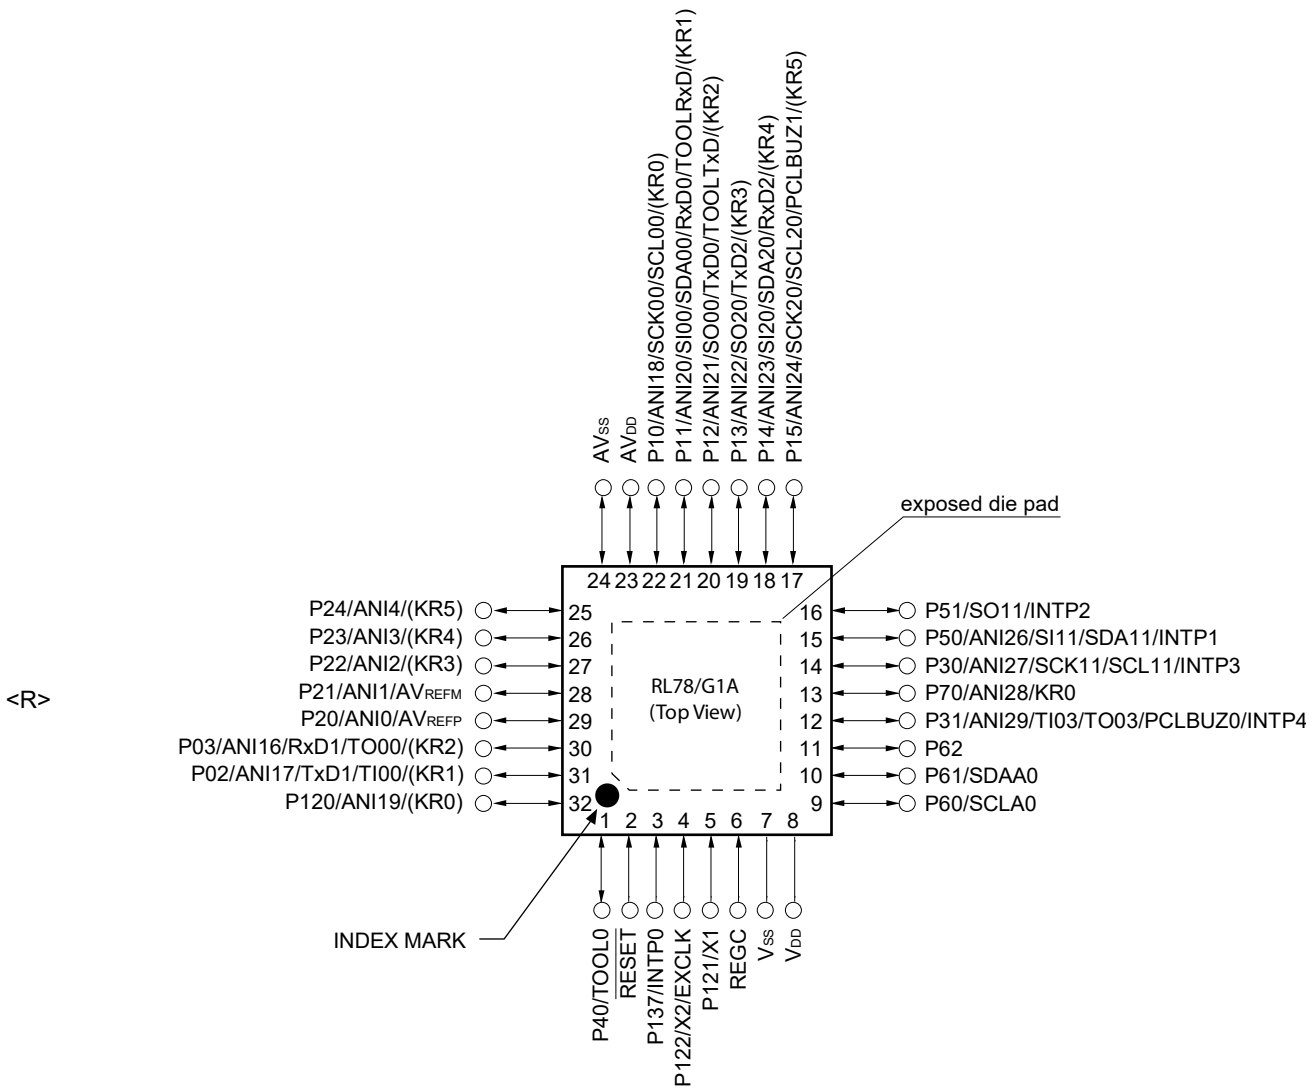 AVSS
AVDD
P10/ANI18/SCK00/SCL00/(KR0)
P11/ANI20/SI00/SDA00/RxD0/TOOLRxD/(KR1)
P12/ANI21/SO00/TxD0/TOOLTxD/(KR2)
P13/ANI22/SO20/TxD2/(KR3)
P14/ANI23/SI20/SDA20/RxD2/(KR4)
P15/ANI24/SCK20/SCL20/PCLBUZ1/(KR5)
exposed die pad
24 23 22 21 20 19 18 17
P24/ANI4/(KR5) 25
P23/ANI3/(KR4) 26
P22/ANI2/(KR3) 27
P21/ANI1/AVREFM 28
P20/ANI0/AVREFP 29
P03/ANI16/RxD1/TO00/(KR2) 30
P02/ANI17/TxD1/TI00/(KR1) 31
P120/ANI19/(KR0) 32
<R>
RL78/G1A
(Top View)
16 P51/SO11/INTP2
15 P50/ANI26/SI11/SDA11/INTP1
14 P30/ANI27/SCK11/SCL11/INTP3
13 P70/ANI28/KR0
12 P31/ANI29/TI03/TO03/PCLBUZ0/INTP4
11 P62
10 P61/SDAA0
9 P60/SCLA0
1 2 3 4 5 6 7 8
INDEX MARK
P40/TOOL0
RESET
P137/INTP0
P122/X2/EXCLK
P121/X1
REGC
VSS
VDD